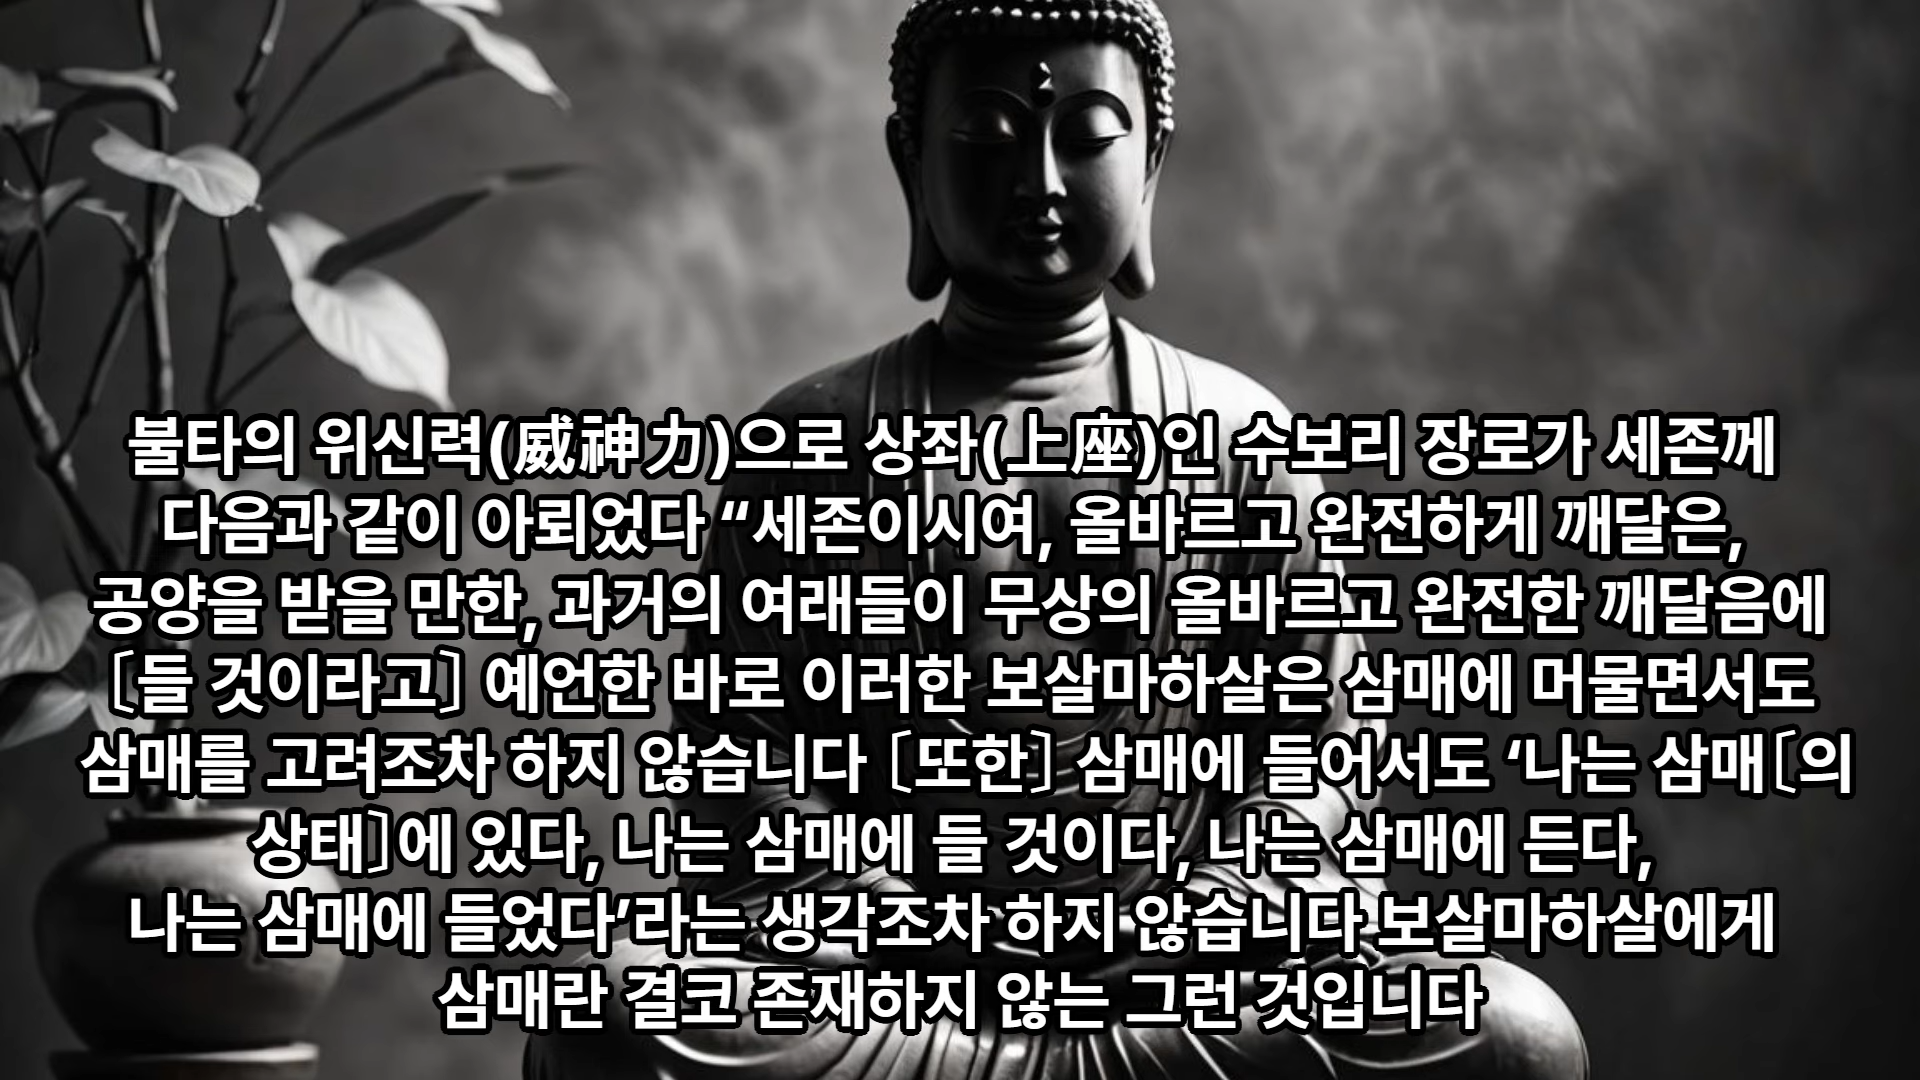 불타의 위신력(威神力)으로 상좌(上座)인 수보리 장로가 세존께
다음과 같이 아뢰었다 “세존이시여, 올바르고 완전하게 깨달은,
공양을 받을 만한, 과거의 여래들이 무상의 올바르고 완전한 깨달음에
〔들 것이라고〕 예언한 바로 이러한 보살마하살은 삼매에 머물면서도
삼매를 고려조차 하지 않습니다 〔또한〕 삼매에 들어서도 ‘나는 삼매〔의
상태〕에 있다, 나는 삼매에 들 것이다, 나는 삼매에 든다,
나는 삼매에 들었다’라는 생각조차 하지 않습니다 보살마하살에게
삼매란 결코 존재하지 않는 그런 것입니다